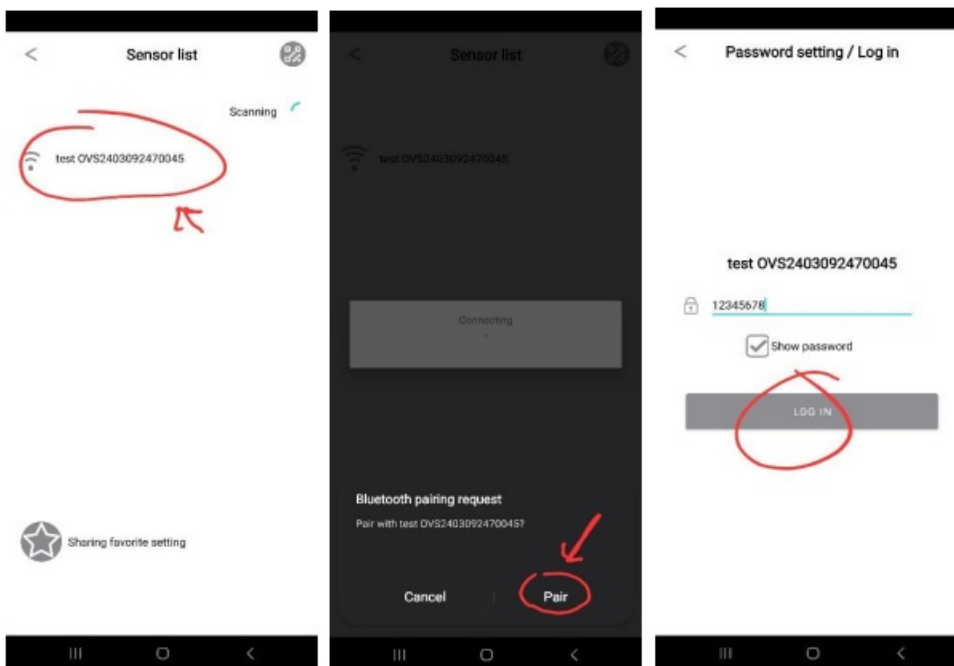 Sensor list
Scanning
test OVS2403092470045
Sharing favorite setting
Sensor list
test OVS2403092470045
Connecting
Bluetooth pairing request
Pair with test OVS2403092470045?
Cancel
Pair
Password setting / Log in
test OVS2403092470045
12345678
Show password
LOG IN